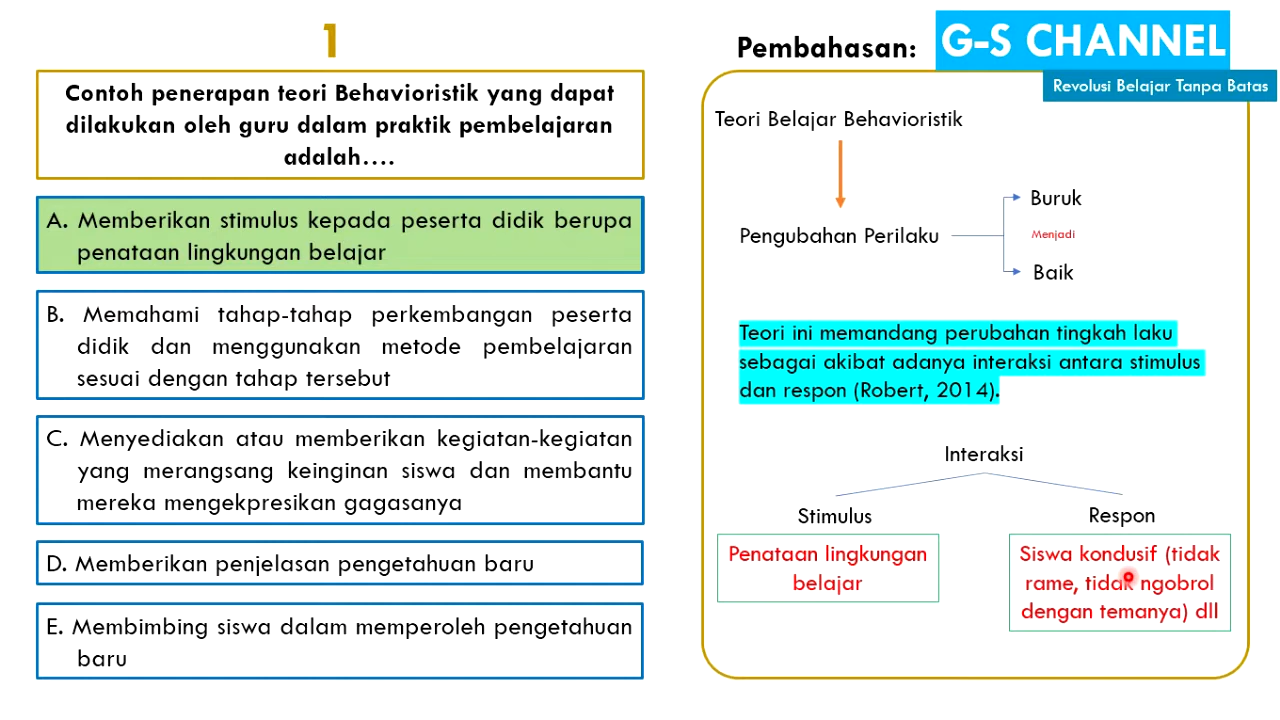 1
Contoh penerapan teori Behavioristik yang dapat
dilakukan oleh guru dalam praktik pembelajaran
adalah....
A. Memberikan stimulus kepada peserta didik berupa
penataan lingkungan belajar
B. Memahami tahap-tahap perkembangan peserta
didik dan menggunakan metode pembelajaran
sesuai dengan tahap tersebut
C. Menyediakan atau memberikan kegiatan-kegiatan
yang merangsang keinginan siswa dan membantu
mereka mengekpresikan gagasanya
D. Memberikan penjelasan pengetahuan baru
E. Membimbing siswa dalam memperoleh pengetahuan
baru
Pembahasan:
G-S CHANNEL
Revolusi Belajar Tanpa Batas
Teori Belajar Behavioristik
Pengubahan Perilaku
Buruk
Menjadi
Baik
Teori ini memandang perubahan tingkah laku
sebagai akibat adanya interaksi antara stimulus
dan respon (Robert, 2014).
Interaksi
Stimulus
Penataan lingkungan
belajar
Respon
Siswa kondusif (tidak
rame, tidak ngobrol
dengan temanya) dll